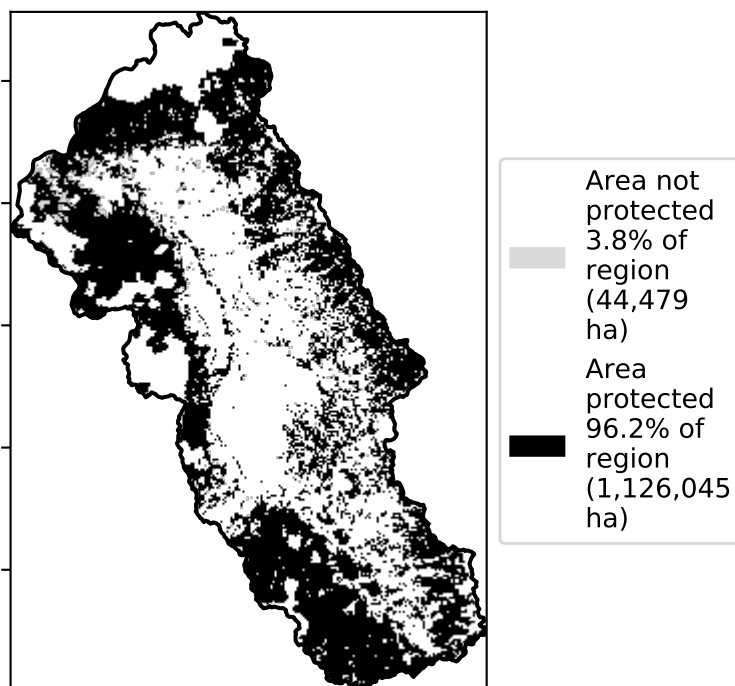 Area not
protected
3.8% of
region
(44,479
ha)
Area
protected
96.2% of
region
(1,126,045
ha)